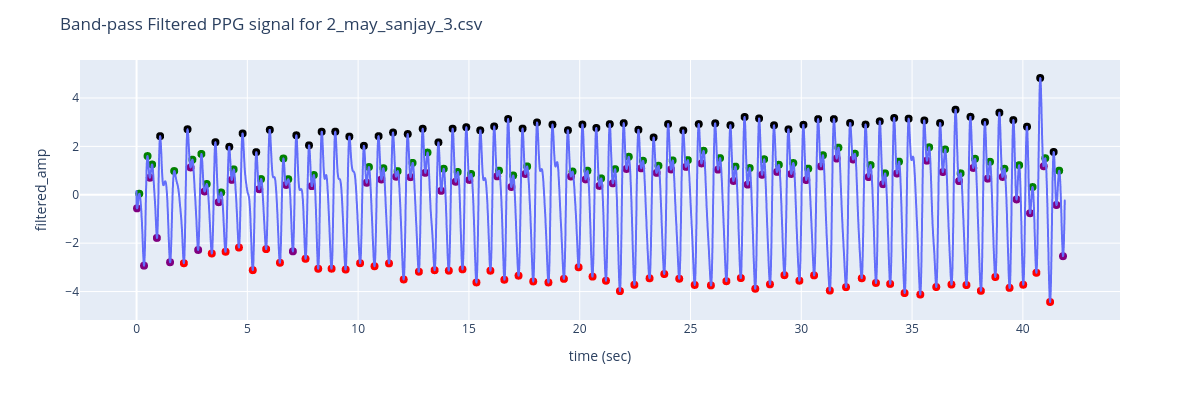 Band-pass Filtered PPG signal for 2_may_sanjay_3.csv
filtered_amp
4
2
0
−2
−4
0 5 10 15 20 25 30 35 40
time (sec)